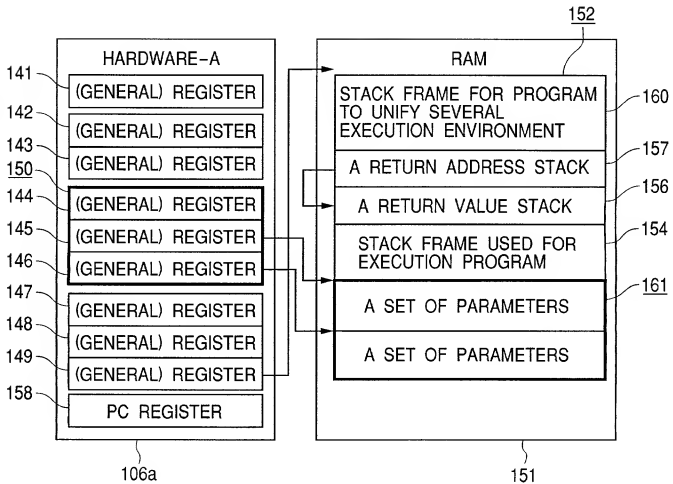 152
HARDWARE-A
RAM
141
(GENERAL) REGISTER
142
(GENERAL) REGISTER
143
(GENERAL) REGISTER
150
144
(GENERAL) REGISTER
145
(GENERAL) REGISTER
146
(GENERAL) REGISTER
147
(GENERAL) REGISTER
148
(GENERAL) REGISTER
149
(GENERAL) REGISTER
158
PC REGISTER
106a
STACK FRAME FOR PROGRAM
TO UNIFY SEVERAL
EXECUTION ENVIRONMENT
160
A RETURN ADDRESS STACK
157
A RETURN VALUE STACK
156
STACK FRAME USED FOR
EXECUTION PROGRAM
154
A SET OF PARAMETERS
161
A SET OF PARAMETERS
151